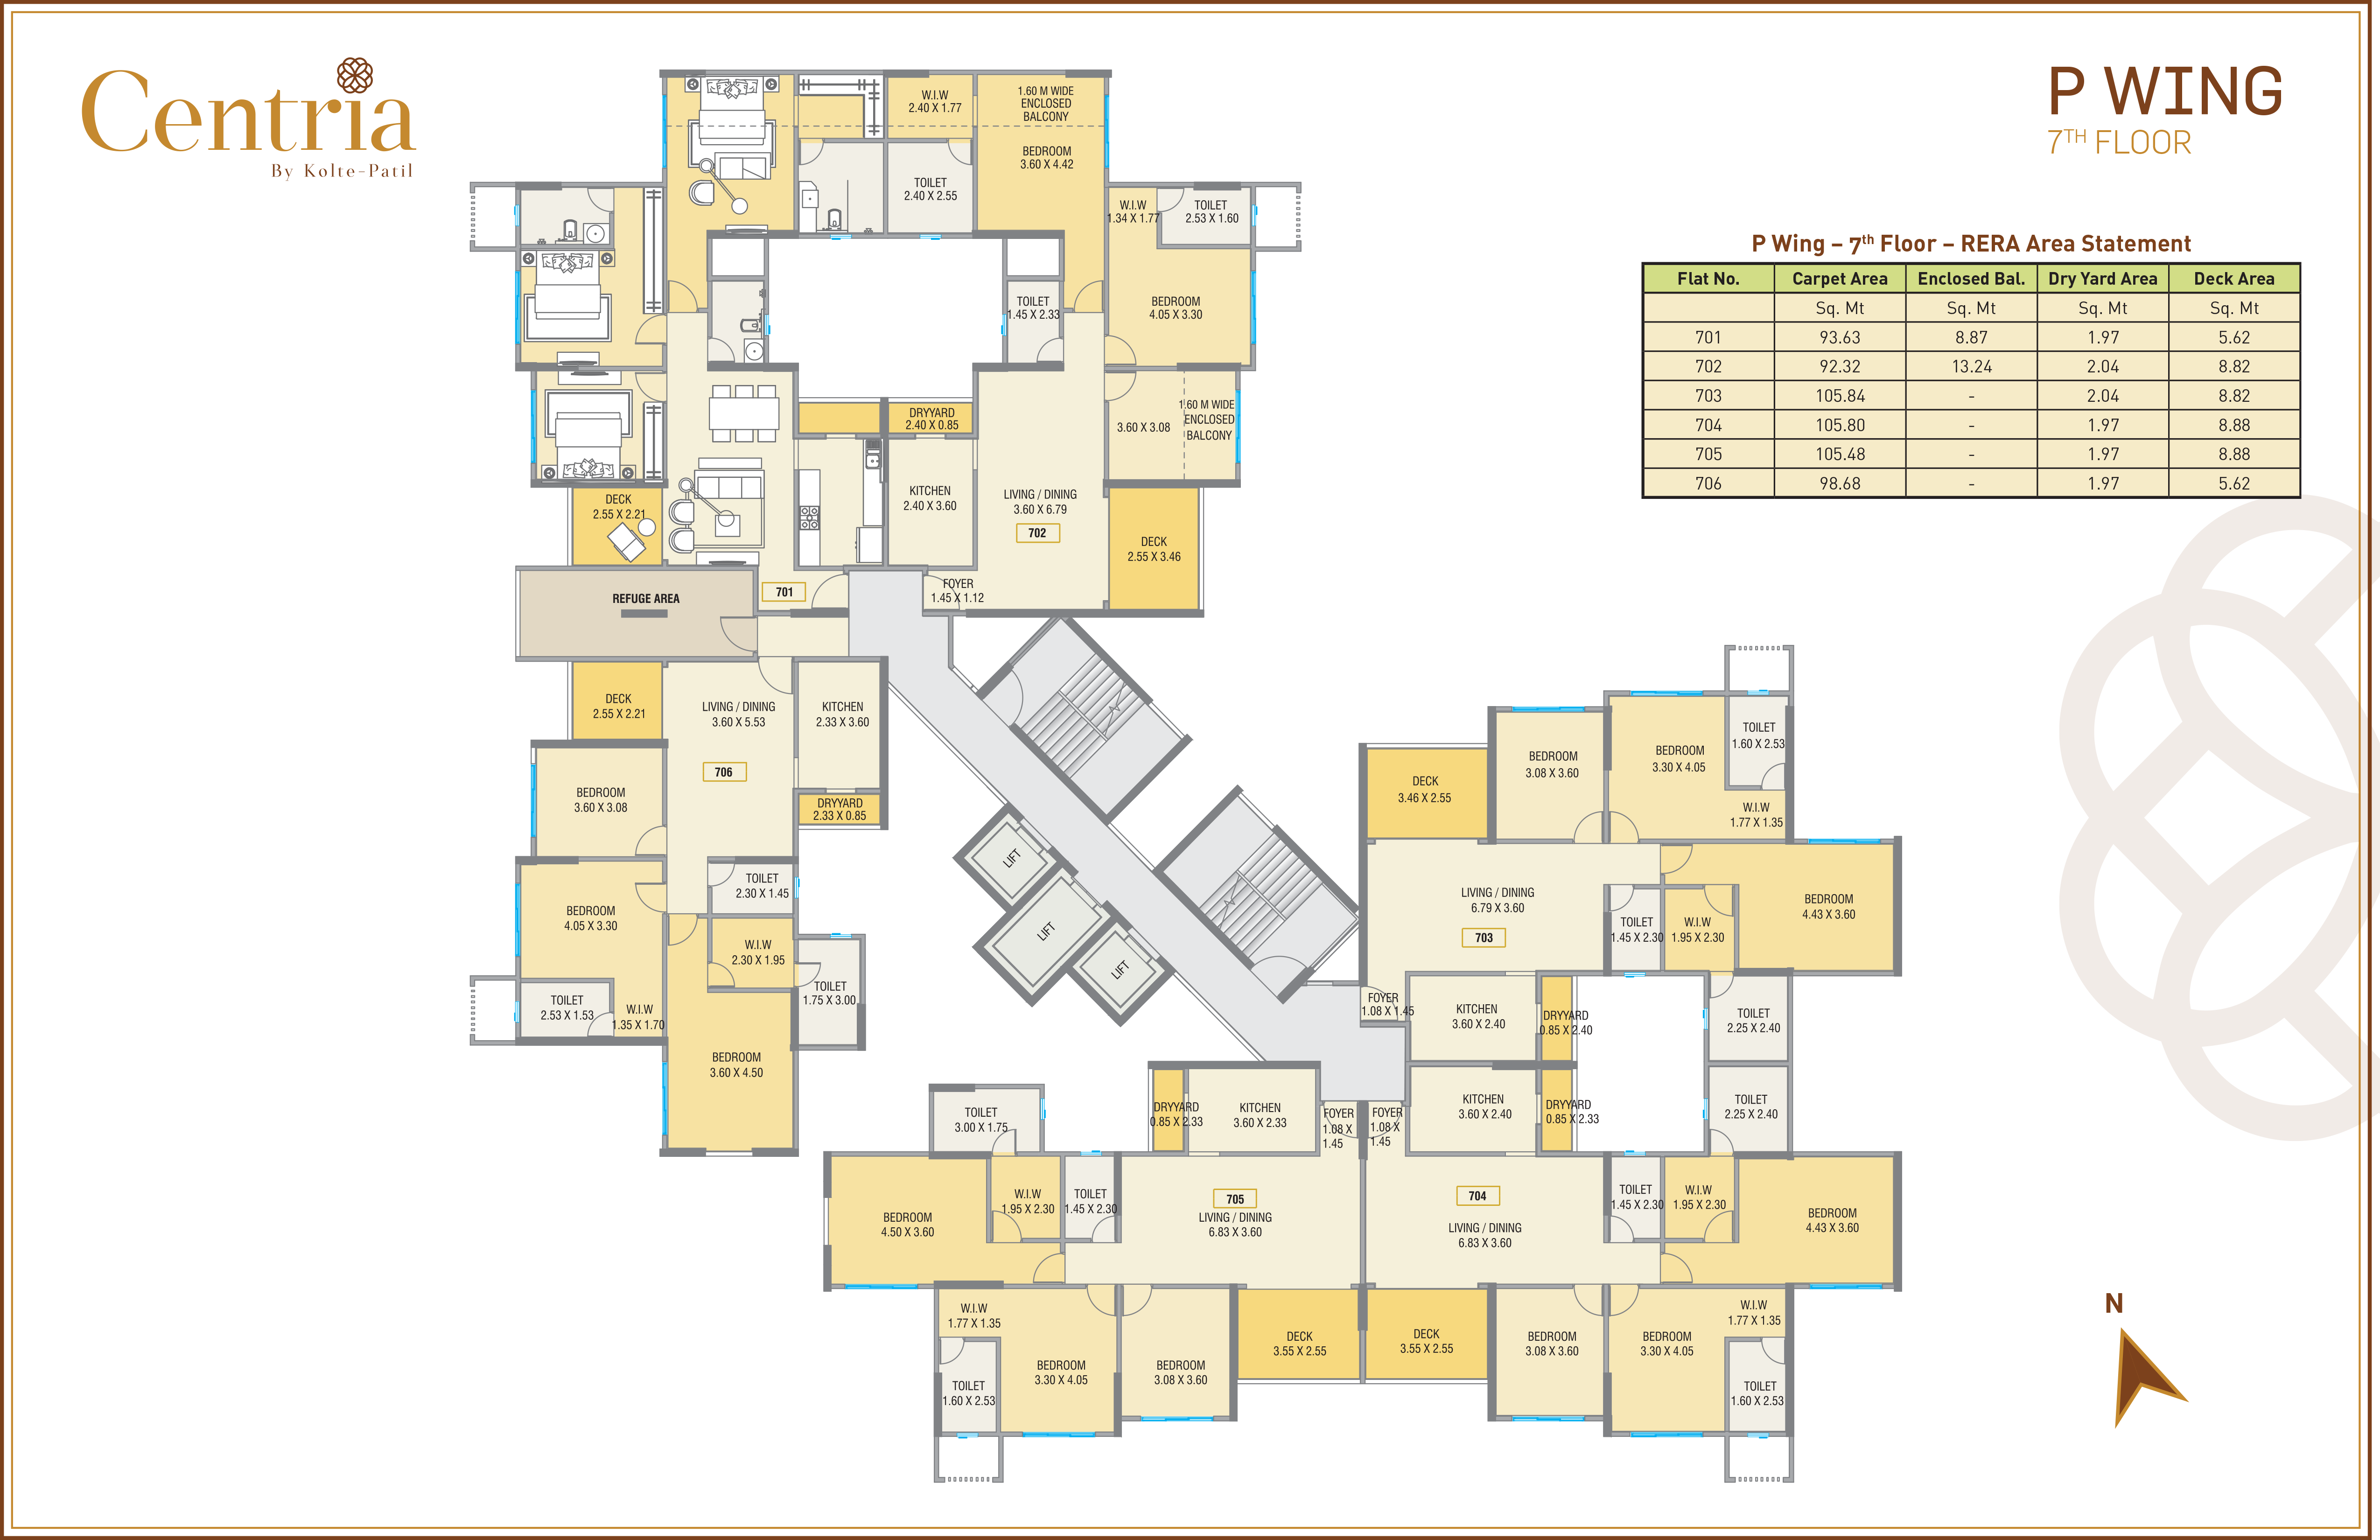 Centria
By Kolte-Patil
P WING
7TH FLOOR
P Wing – 7th Floor – RERA Area Statement
Flat No. Carpet Area Enclosed Bal. Dry Yard Area Deck Area
Sq. Mt Sq. Mt Sq. Mt Sq. Mt
701 93.63 8.87 1.97 5.62
702 92.32 13.24 2.04 8.82
703 105.84 - 2.04 8.82
704 105.80 - 1.97 8.88
705 105.48 - 1.97 8.88
706 98.68 - 1.97 5.62
W.I.W
2.40 X 1.77
1.60 M WIDE
ENCLOSED
BALCONY
BEDROOM
3.60 X 4.42
TOILET
2.40 X 2.55
W.I.W
1.34 X 1.77
TOILET
2.53 X 1.60
TOILET
1.45 X 2.33
BEDROOM
4.05 X 3.30
DRYYARD
2.40 X 0.85
3.60 X 3.08
1.60 M WIDE
ENCLOSED
BALCONY
DECK
2.55 X 2.21
KITCHEN
2.40 X 3.60
LIVING / DINING
3.60 X 6.79
702
DECK
2.55 X 3.46
REFUGE AREA
701
FOYER
1.45 X 1.12
DECK
2.55 X 2.21
LIVING / DINING
3.60 X 5.53
KITCHEN
2.33 X 3.60
706
BEDROOM
3.60 X 3.08
DRYYARD
2.33 X 0.85
TOILET
2.30 X 1.45
BEDROOM
4.05 X 3.30
W.I.W
2.30 X 1.95
TOILET
1.75 X 3.00
TOILET
2.53 X 1.53
W.I.W
1.35 X 1.70
BEDROOM
3.60 X 4.50
LIFT
LIFT
LIFT
DECK
3.46 X 2.55
BEDROOM
3.08 X 3.60
BEDROOM
3.30 X 4.05
TOILET
1.60 X 2.53
W.I.W
1.77 X 1.35
LIVING / DINING
6.79 X 3.60
703
TOILET
1.45 X 2.30
W.I.W
1.95 X 2.30
BEDROOM
4.43 X 3.60
FOYER
1.08 X 1.45
KITCHEN
3.60 X 2.40
DRYYARD
0.85 X 2.40
TOILET
2.25 X 2.40
TOILET
3.00 X 1.75
DRYYARD
0.85 X 2.33
KITCHEN
3.60 X 2.33
FOYER
1.08 X
1.45
FOYER
1.08 X
1.45
KITCHEN
3.60 X 2.40
DRYYARD
0.85 X 2.33
TOILET
2.25 X 2.40
BEDROOM
4.50 X 3.60
W.I.W
1.95 X 2.30
TOILET
1.45 X 2.30
705
LIVING / DINING
6.83 X 3.60
704
LIVING / DINING
6.83 X 3.60
TOILET
1.45 X 2.30
W.I.W
1.95 X 2.30
BEDROOM
4.43 X 3.60
W.I.W
1.77 X 1.35
BEDROOM
3.30 X 4.05
TOILET
1.60 X 2.53
BEDROOM
3.08 X 3.60
DECK
3.55 X 2.55
DECK
3.55 X 2.55
BEDROOM
3.08 X 3.60
BEDROOM
3.30 X 4.05
W.I.W
1.77 X 1.35
TOILET
1.60 X 2.53
N